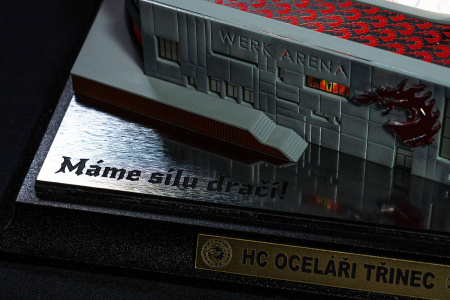 WERK ARENA
Máme sílu dračí!
HC OCELÁŘI TŘINEC